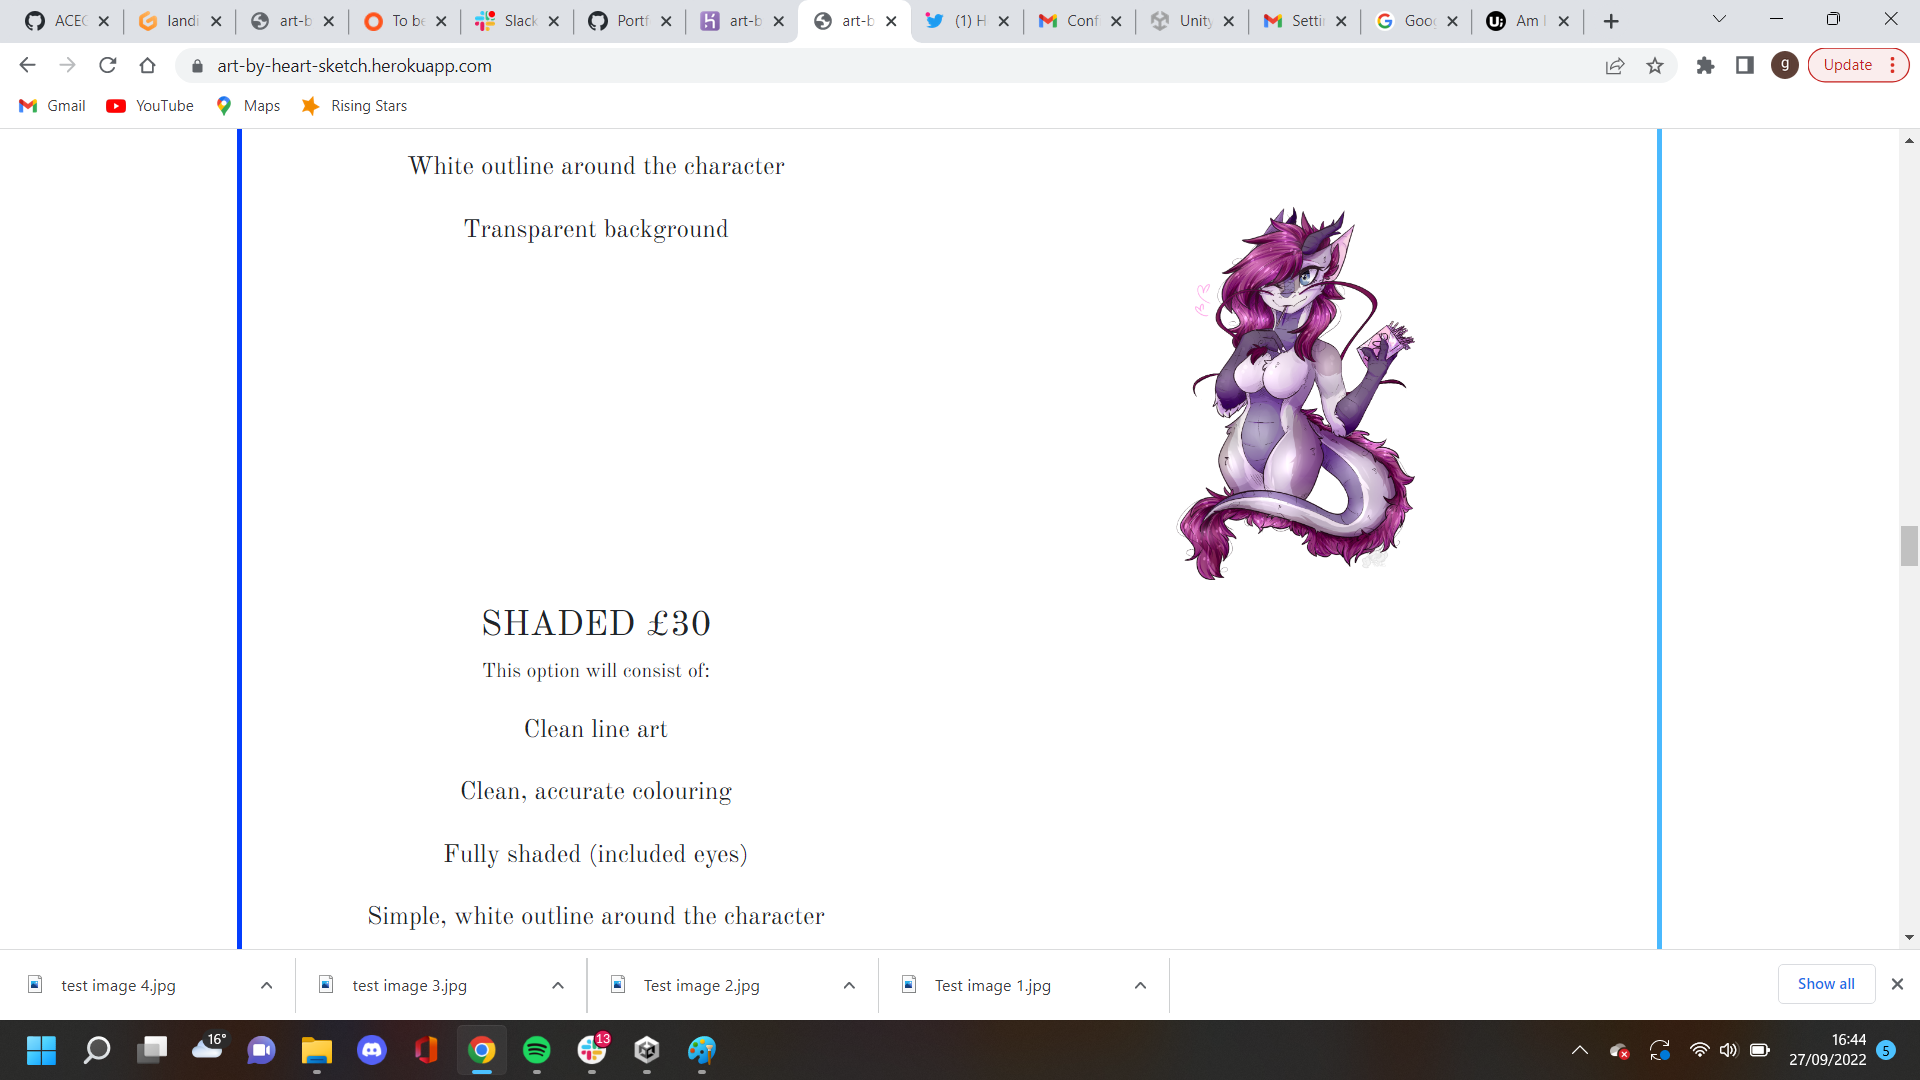 ACEC
landi
art-b
To be
Slack
Portf
art-b
art-b
(1) H
Conf
Unity
Setti
Goo
Am I
art-by-heart-sketch.herokuapp.com
g
Update
Gmail
YouTube
Maps
Rising Stars
White outline around the character
Transparent background
SHADED £30
This option will consist of:
Clean line art
Clean, accurate colouring
Fully shaded (included eyes)
Simple, white outline around the character
test image 4.jpg
test image 3.jpg
Test image 2.jpg
Test image 1.jpg
Show all
16°
13
16:44
27/09/2022
5